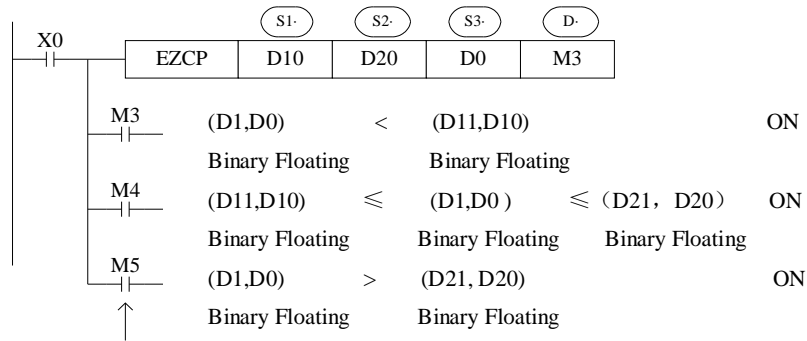 S1· S2· S3· D·
X0
EZCP D10 D20 D0 M3
M3 (D1,D0) < (D11,D10) ON
Binary Floating Binary Floating
M4 (D11,D10) ≤ (D1,D0 ) ≤ (D21， D20） ON
Binary Floating Binary Floating Binary Floating
M5 (D1,D0) > (D21, D20) ON
Binary Floating Binary Floating